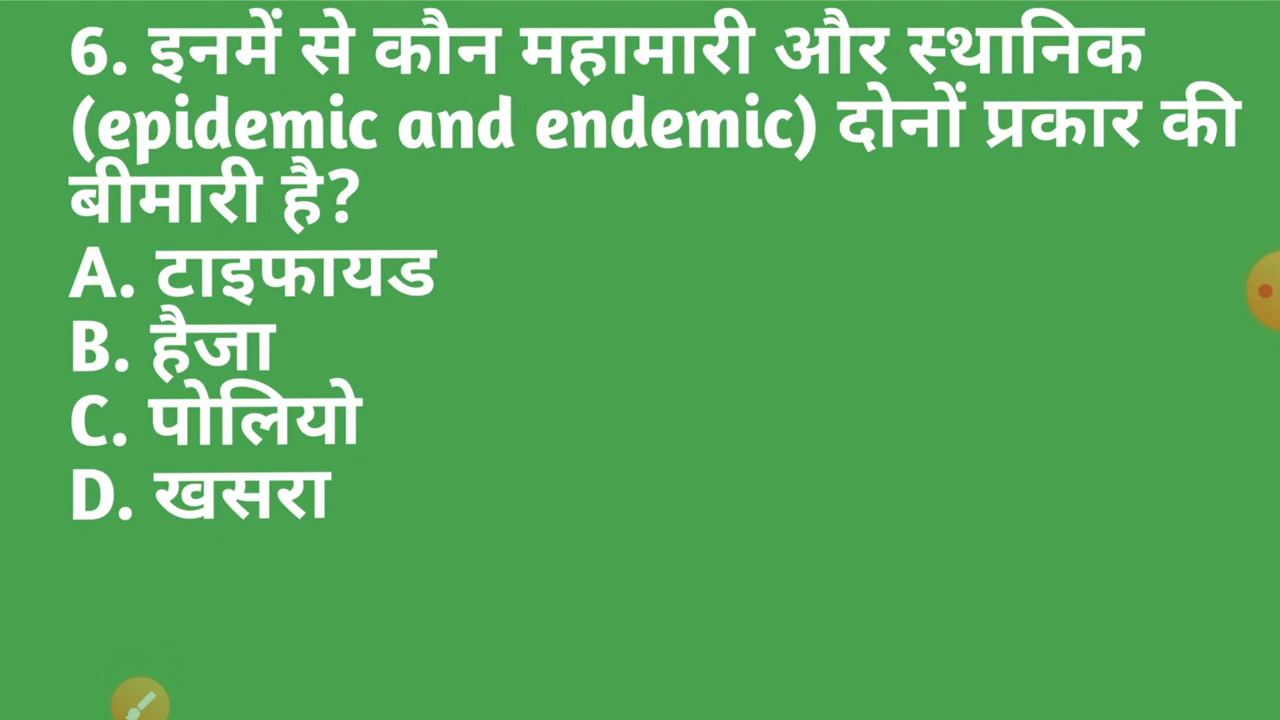 6. इनमें से कौन महामारी और स्थानिक
(epidemic and endemic) दोनों प्रकार की
बीमारी है?
A. टाइफायड
B. हैजा
C. पोलियो
D. खसरा